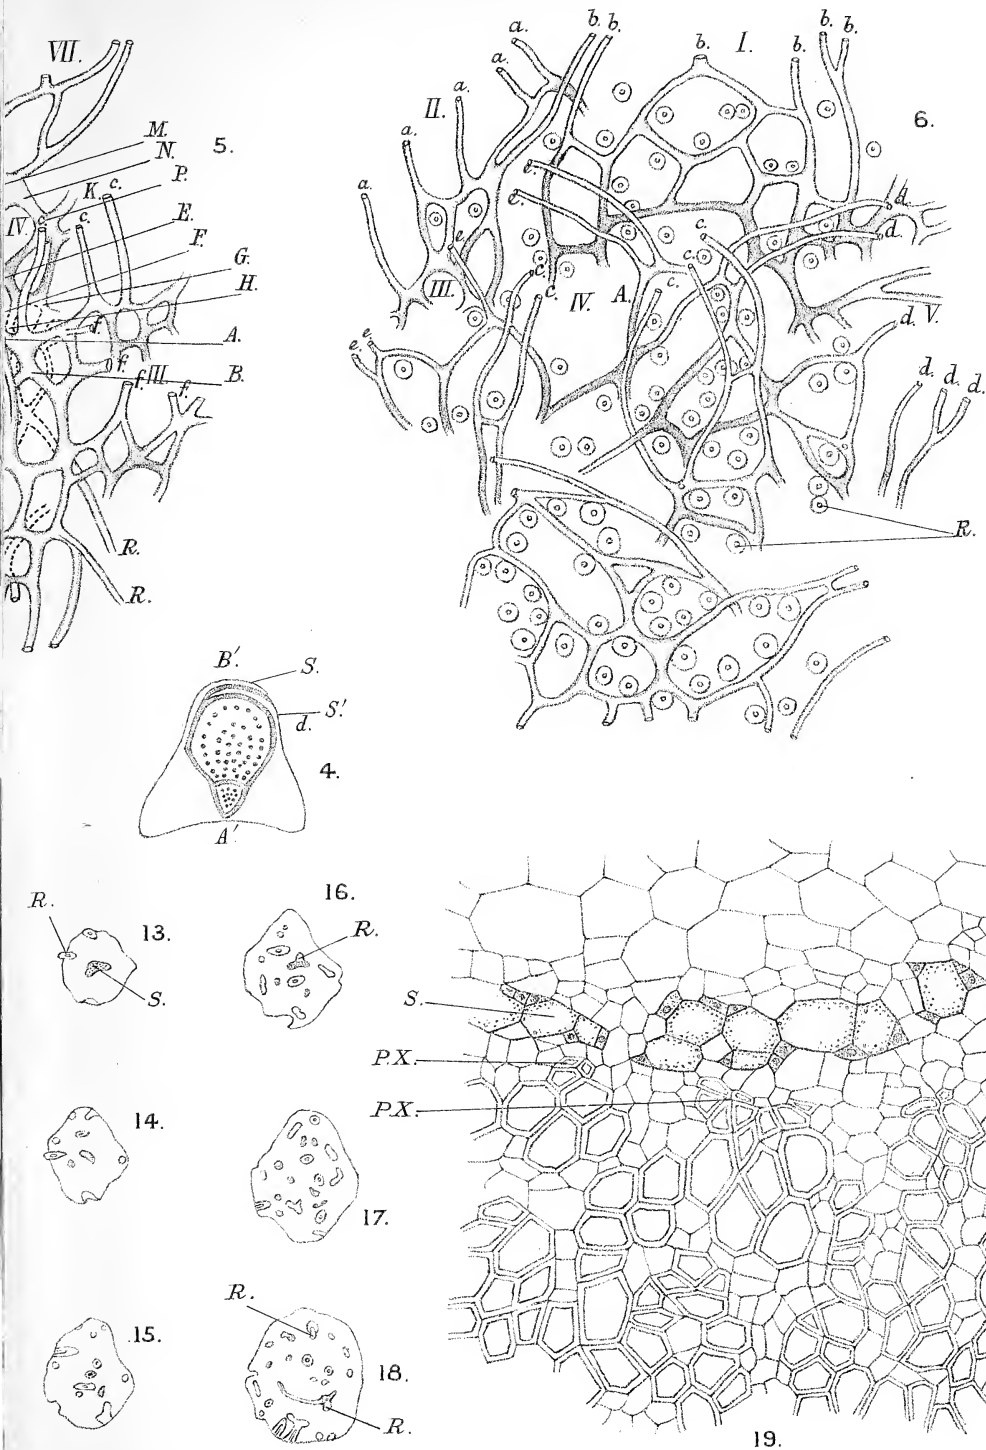 VII.
M.
N.
5.
P.
K. c.
IV. c. c.
E.
F.
G.
H.
A.
f.
B.
f. III.
f. f.
R.
R.
a. b. b. b. I. b. b. b.
a.
II. a.
a.
a.
6.
e.
e.
d.
d.
c.
e. c. c.
III. c. IV. A. c.
e.
d. V.
d. d. d.
R.
B'.
S.
S'.
d.
4.
A'
R.
13.
S.
16.
R.
14.
17.
15.
R.
18.
R.
S.
P.X.
P.X.
19.